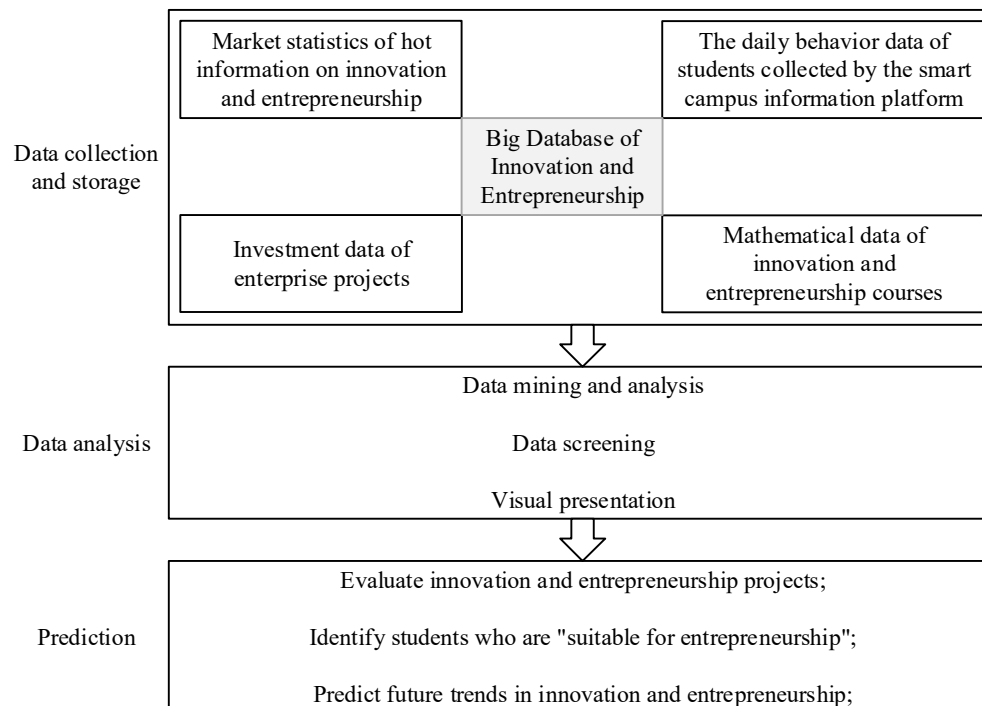 Market statistics of hot
information on innovation
and entrepreneurship
The daily behavior data of
students collected by the smart
campus information platform
Data collection
and storage
Big Database of
Innovation and
Entrepreneurship
Investment data of
enterprise projects
Mathematical data of
innovation and
entrepreneurship courses
Data mining and analysis
Data analysis
Data screening
Visual presentation
Evaluate innovation and entrepreneurship projects;
Prediction
Identify students who are "suitable for entrepreneurship";
Predict future trends in innovation and entrepreneurship;